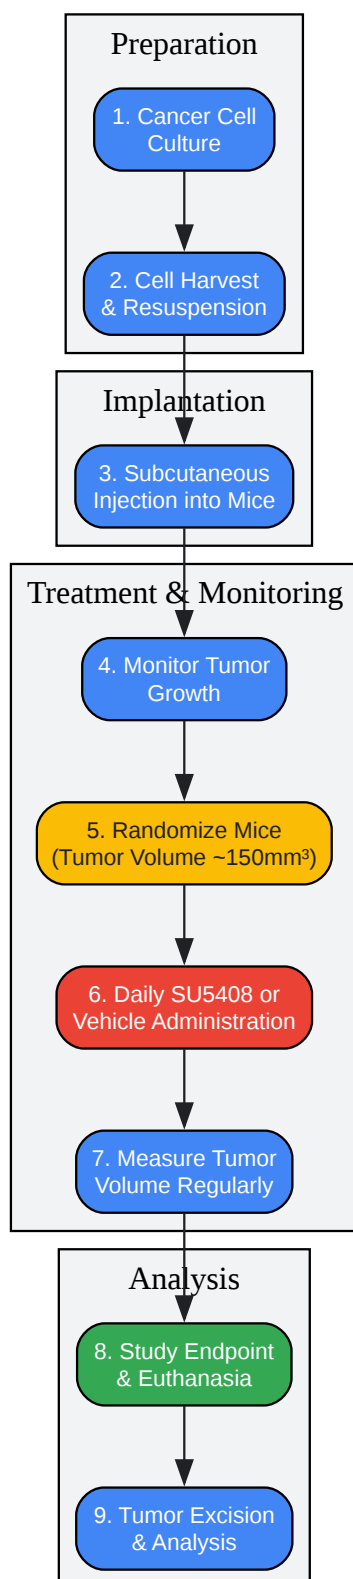 Preparation
1. Cancer Cell
Culture
2. Cell Harvest
& Resuspension
Implantation
3. Subcutaneous
Injection into Mice
Treatment & Monitoring
4. Monitor Tumor
Growth
5. Randomize Mice
(Tumor Volume ~150mm³)
6. Daily SU5408 or
Vehicle Administration
7. Measure Tumor
Volume Regularly
Analysis
8. Study Endpoint
& Euthanasia
9. Tumor Excision
& Analysis